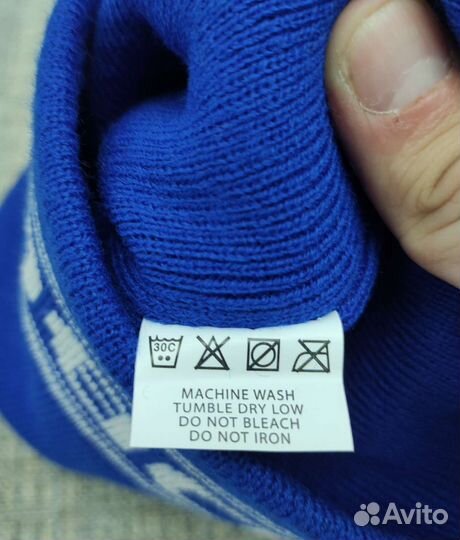 30C
MACHINE WASH
TUMBLE DRY LOW
DO NOT BLEACH
DO NOT IRON
Avito